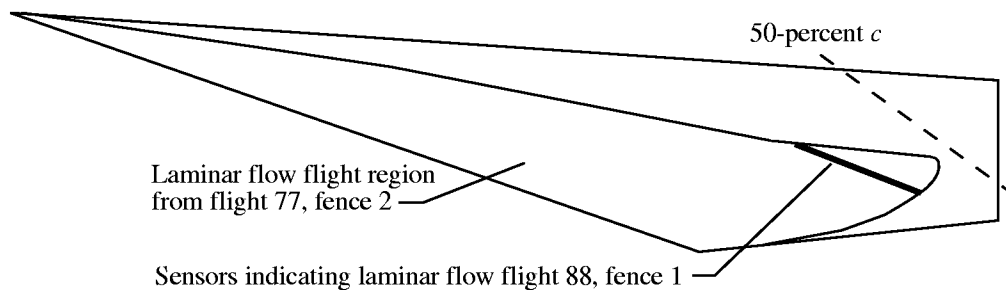 50-percent c
Laminar flow flight region
from flight 77, fence 2
Sensors indicating laminar flow flight 88, fence 1